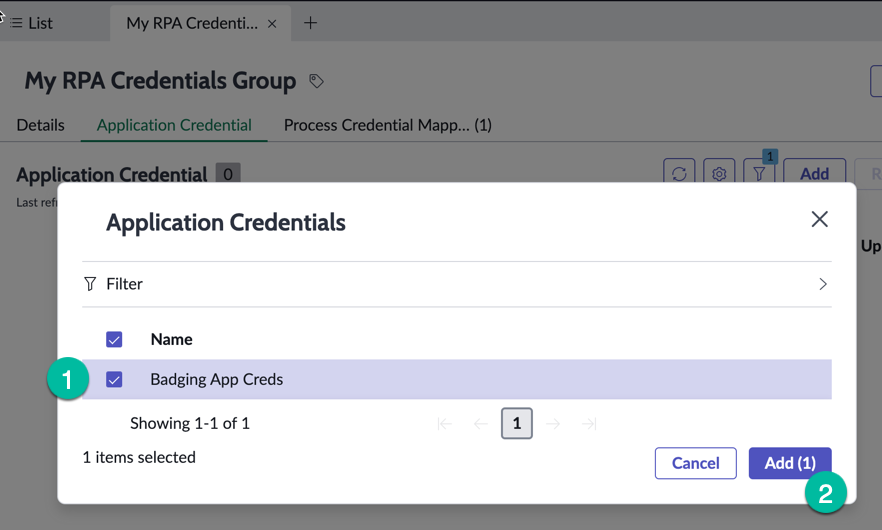 List
My RPA Credenti...
My RPA Credentials Group
Details Application Credential Process Credential Mapp... (1)
Application Credential 0
1
Add
Last ref
Application Credentials
Up
Filter
Name
1
Badging App Creds
Showing 1-1 of 1
1
1 items selected
Cancel
Add (1)
2